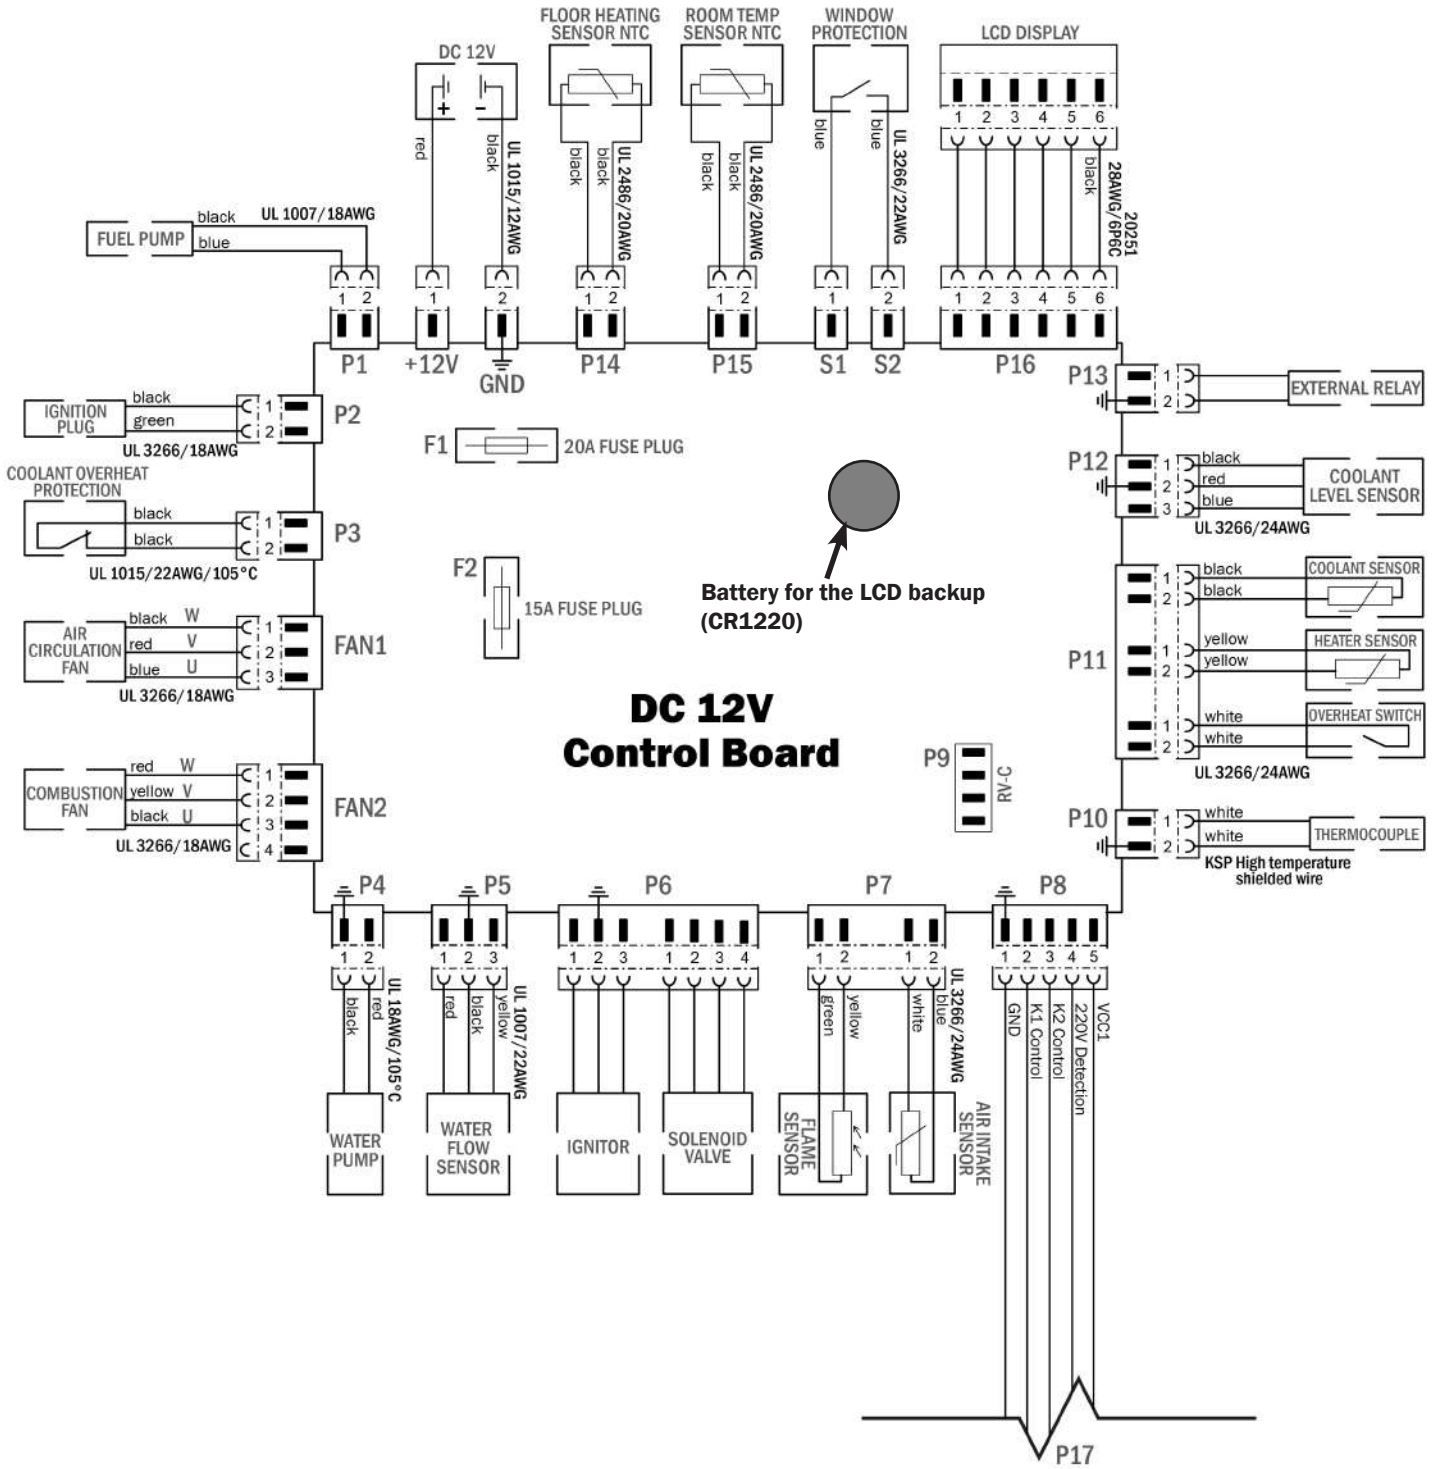 FLOOR HEATING
SENSOR NTC
ROOM TEMP
SENSOR NTC
WINDOW
PROTECTION
LCD DISPLAY
DC 12V
+ -
1 2 3 4 5 6
red
black
UL 1015/12AWG
black
black
UL 2486/20AWG
black
black
UL 2486/20AWG
blue
blue
UL 3266/22AWG
black
28AWG/6P6C
20251
FUEL PUMP
black
blue
UL 1007/18AWG
1 2
1
2
1 2
1 2
1
2
1 2 3 4 5 6
P1
+12V
GND
P14
P15
S1
S2
P16
IGNITION
PLUG
black
green
1
2
P2
UL 3266/18AWG
F1
20A FUSE PLUG
P13
1
2
EXTERNAL RELAY
COOLANT OVERHEAT
PROTECTION
black
black
1
2
P3
UL 1015/22AWG/105°C
P12
1
2
3
black
red
blue
COOLANT
LEVEL SENSOR
UL 3266/24AWG
F2
15A FUSE PLUG
Battery for the LCD backup
(CR1220)
AIR
CIRCULATION
FAN
black W
red V
blue U
1
2
3
FAN1
UL 3266/18AWG
P11
1
2
black
black
COOLANT SENSOR
1
2
yellow
yellow
HEATER SENSOR
1
2
white
white
OVERHEAT SWITCH
UL 3266/24AWG
DC 12V
Control Board
P9
RV-C
COMBUSTION
FAN
red W
yellow V
black U
1
2
3
4
FAN2
UL 3266/18AWG
P10
1
2
white
white
THERMOCOUPLE
KSP High temperature
shielded wire
P4
P5
P6
P7
P8
1 2
1 2 3
1 2 3
1 2 3 4
1 2
1 2
1 2 3 4 5
black
red
UL 18AWG/105°C
red
black
yellow
UL 1007/22AWG
green
yellow
white
blue
UL 3266/24AWG
GND
K1 Control
K2 Control
220V Detection
VCC1
WATER
PUMP
WATER
FLOW
SENSOR
IGNITOR
SOLENOID
VALVE
FLAME
SENSOR
AIR INTAKE
SENSOR
P17